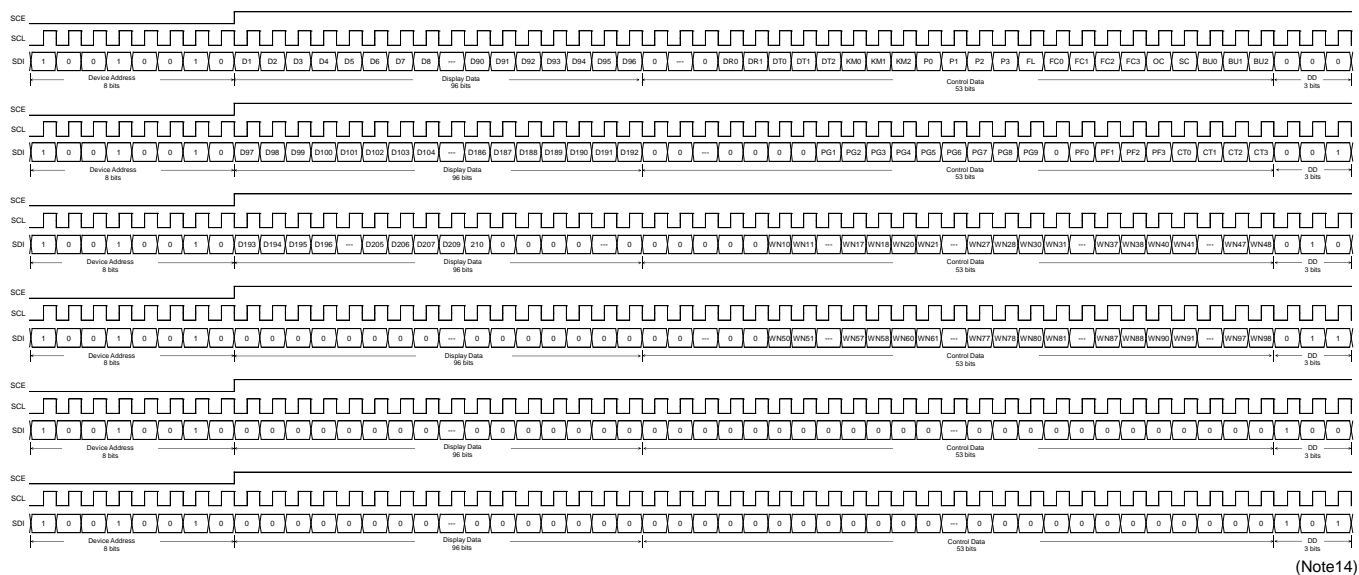 SCE
SCL
SDI 1 0 0 1 0 0 1 0 D1 D2 D3 D4 D5 D6 D7 D8 --- D90 D91 D92 D93 D94 D95 D96 0 --- 0 DR0 DR1 DT0 DT1 DT2 KM0 KM1 KM2 P0 P1 P2 P3 FL FC0 FC1 FC2 FC3 OC SC BU0 BU1 BU2 0 0 0
Device Address Display Data Control Data DD
8 bits 96 bits 53 bits 3 bits
SCE
SCL
SDI 1 0 0 1 0 0 1 0 D97 D98 D99 D100 D101 D102 D103 D104 --- D186 D187 D188 D189 D190 D191 D192 0 0 --- 0 0 0 0 PG1 PG2 PG3 PG4 PG5 PG6 PG7 PG8 PG9 0 PF0 PF1 PF2 PF3 CT0 CT1 CT2 CT3 0 0 1
Device Address Display Data Control Data DD
8 bits 96 bits 53 bits 3 bits
SCE
SCL
SDI 1 0 0 1 0 0 1 0 D193 D194 D195 D196 --- D205 D206 D207 D209 210 0 0 0 0 --- 0 0 0 0 0 0 WN10 WN11 --- WN17 WN18 WN20 WN21 --- WN27 WN28 WN30 WN31 --- WN37 WN38 WN40 WN41 --- WN47 WN48 0 1 0
Device Address Display Data Control Data DD
8 bits 96 bits 53 bits 3 bits
SCE
SCL
SDI 1 0 0 1 0 0 1 0 0 0 0 0 0 0 0 0 --- 0 0 0 0 0 0 0 0 0 --- 0 0 WN50 WN51 --- WN57 WN58 WN60 WN61 --- WN77 WN78 WN80 WN81 --- WN87 WN88 WN90 WN91 --- WN97 WN98 0 1 1
Device Address Display Data Control Data DD
8 bits 96 bits 53 bits 3 bits
SCE
SCL
SDI 1 0 0 1 0 0 1 0 0 0 0 0 0 0 0 0 --- 0 0 0 0 0 0 0 0 0 0 0 0 0 0 0 0 0 0 0 --- 0 0 0 0 0 0 0 0 0 0 0 0 1 0 0
Device Address Display Data Control Data DD
8 bits 96 bits 53 bits 3 bits
SCE
SCL
SDI 1 0 0 1 0 0 1 0 0 0 0 0 0 0 0 0 --- 0 0 0 0 0 0 0 0 0 0 0 0 0 0 0 0 0 0 0 --- 0 0 0 0 0 0 0 0 0 0 0 0 1 0 1
Device Address Display Data Control Data DD
8 bits 96 bits 53 bits 3 bits
(Note14)